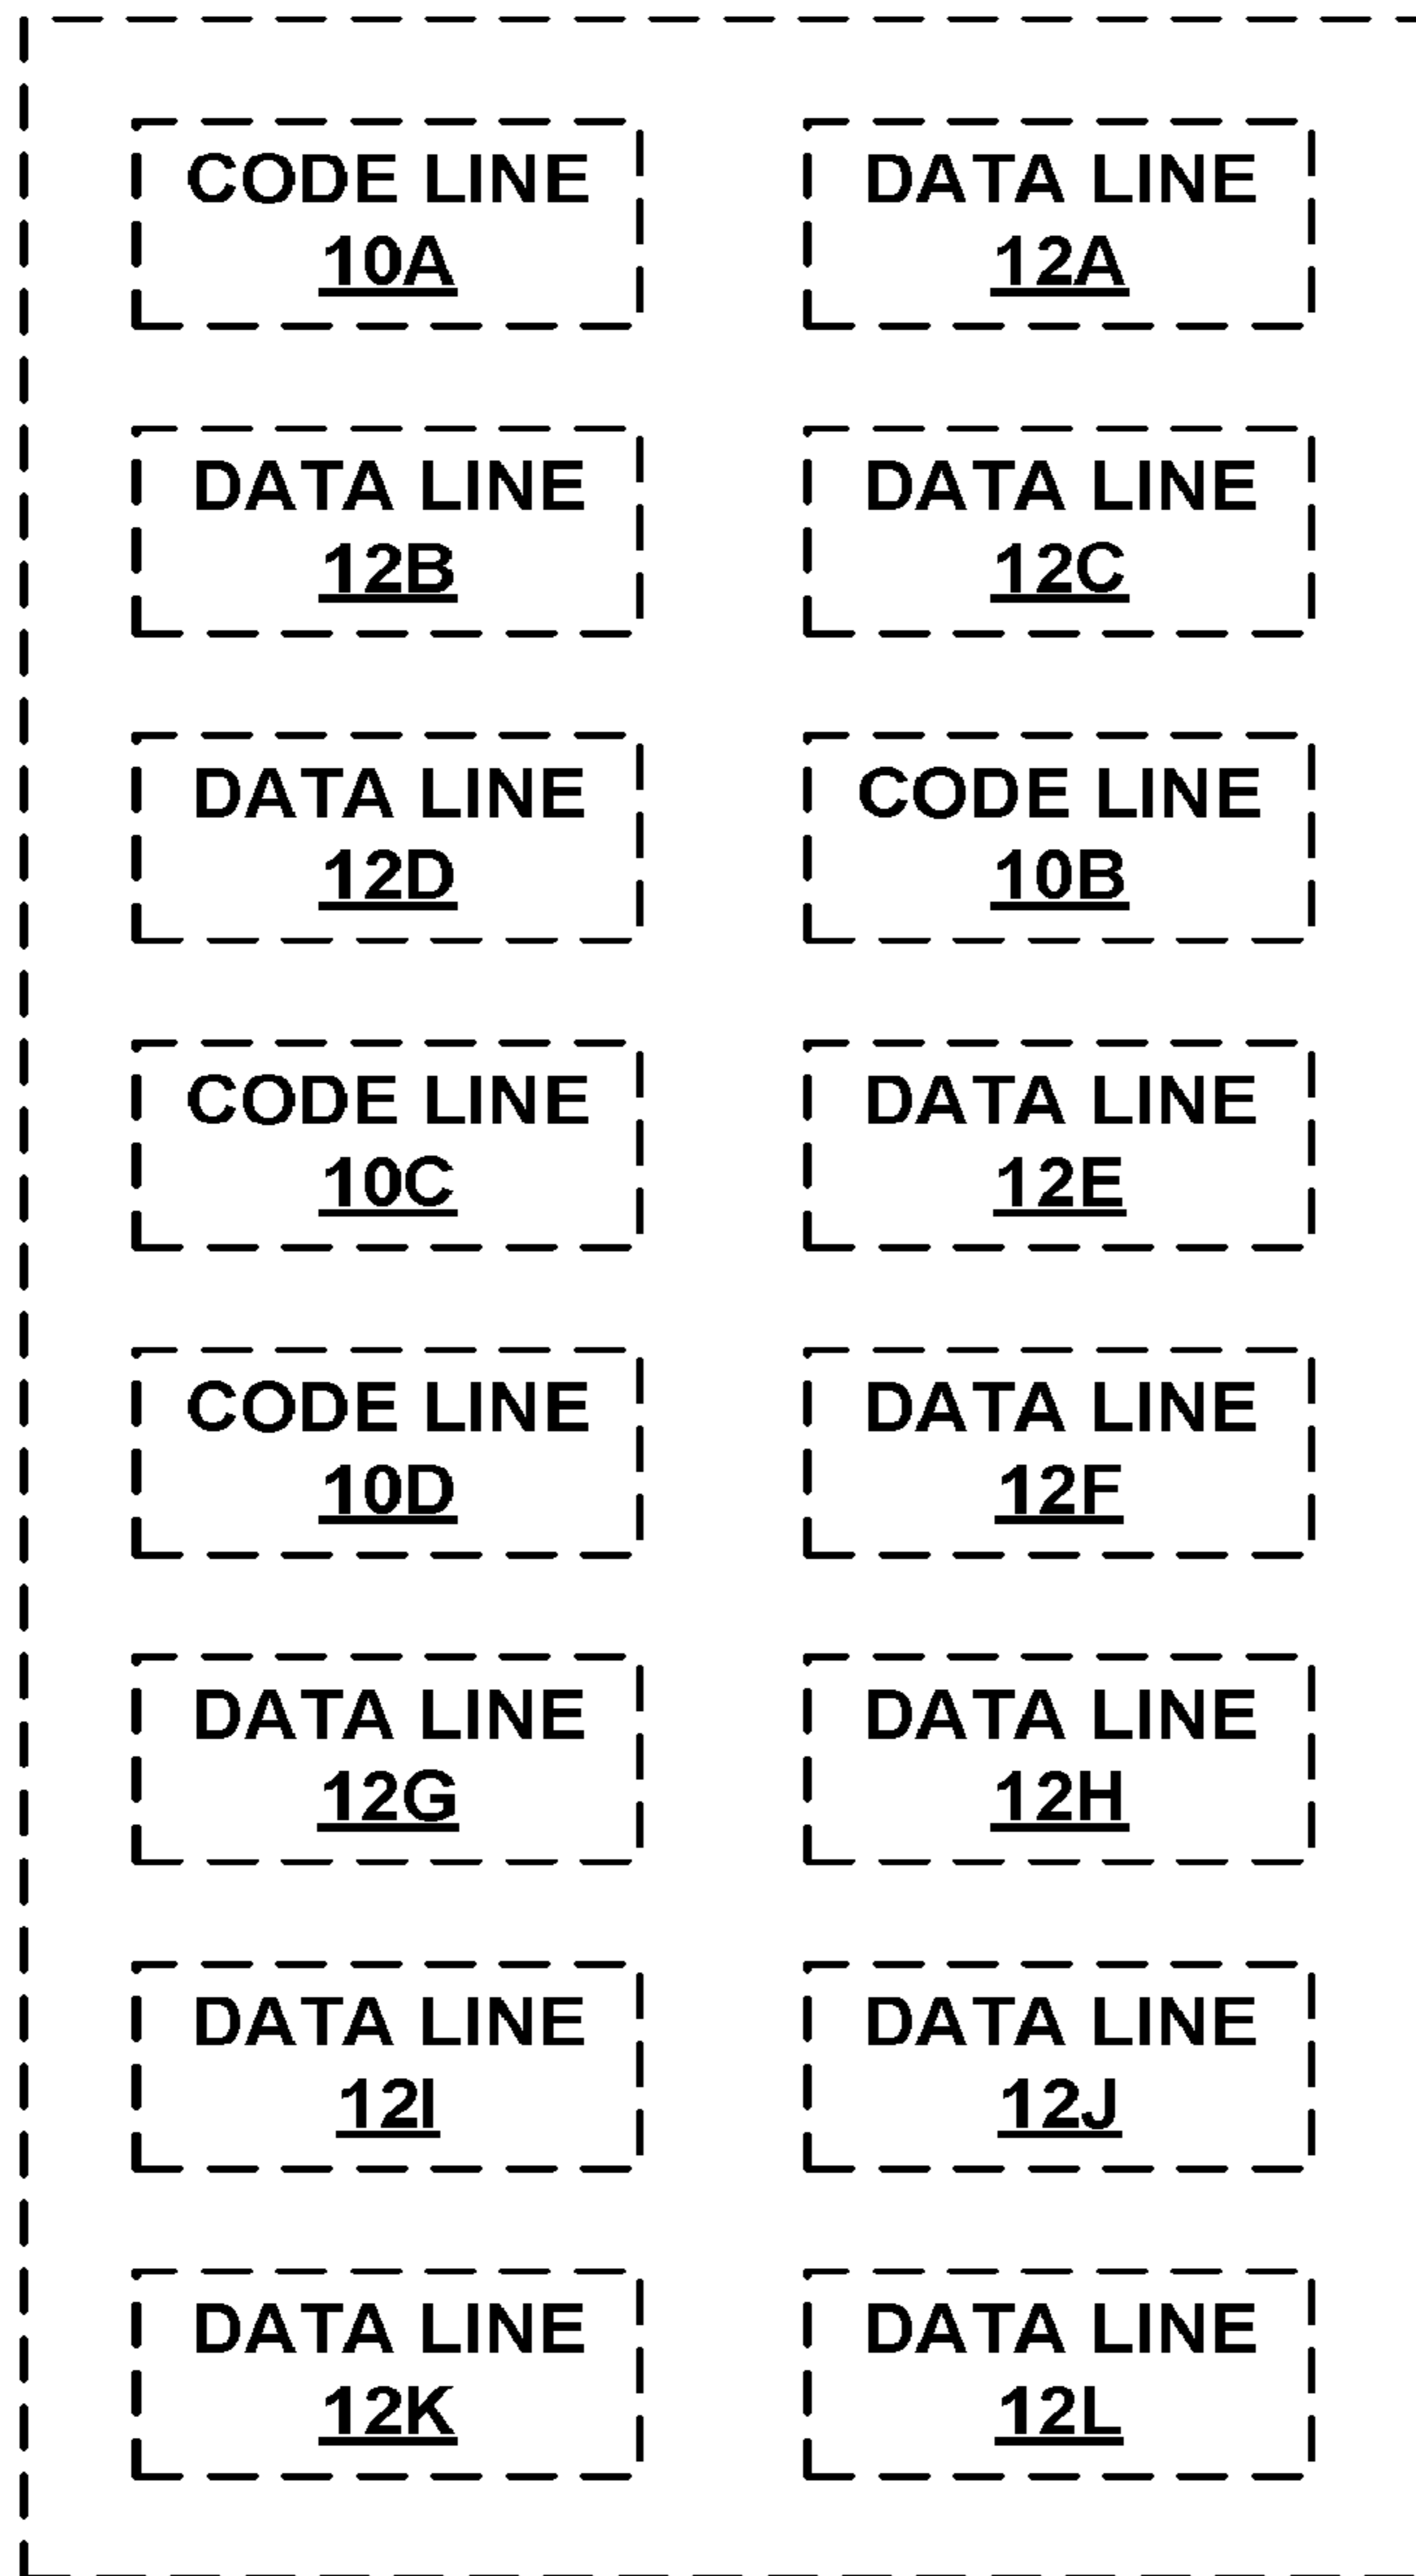 CODE LINE
10A
DATA LINE
12A
DATA LINE
12B
DATA LINE
12C
DATA LINE
12D
CODE LINE
10B
CODE LINE
10C
DATA LINE
12E
CODE LINE
10D
DATA LINE
12F
DATA LINE
12G
DATA LINE
12H
DATA LINE
12I
DATA LINE
12J
DATA LINE
12K
DATA LINE
12L